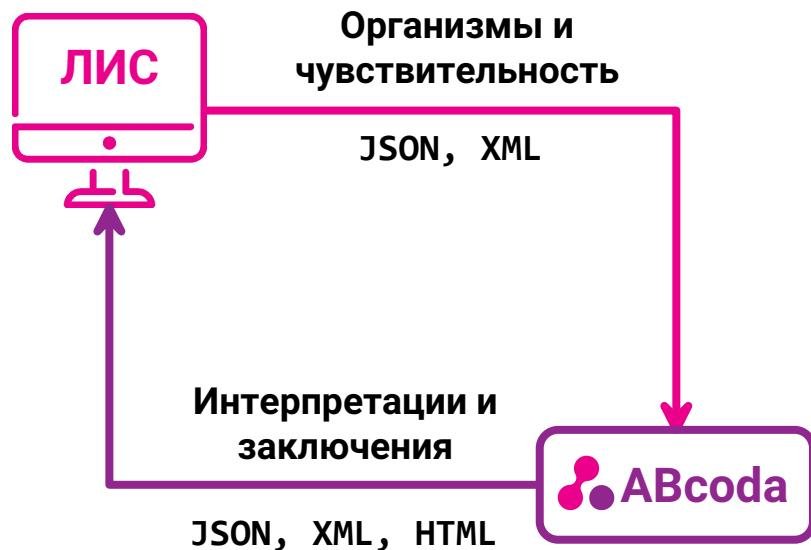 ЛИС
Организмы и
чувствительность
JSON, XML
Интерпретации и
заключения
JSON, XML, HTML
ABcoda